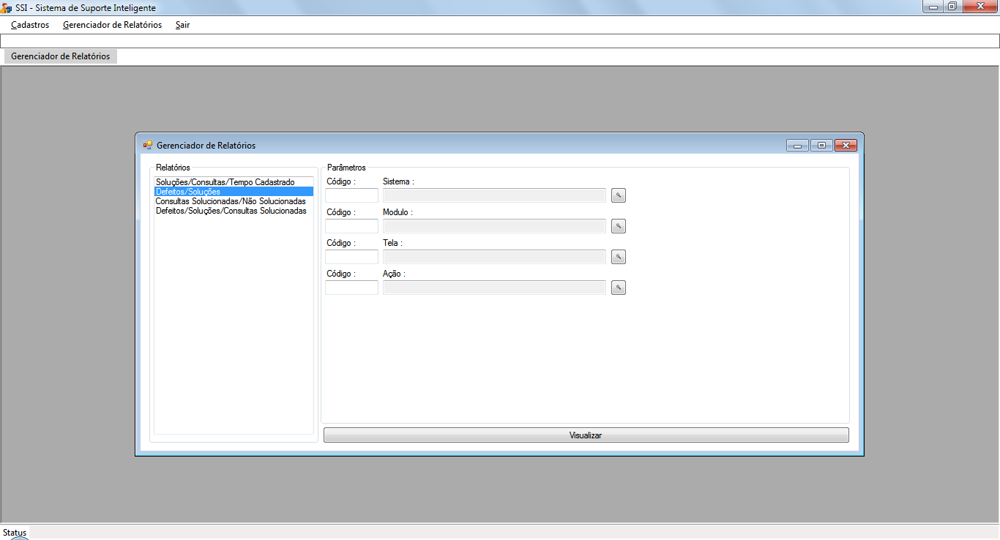 SSI - Sistema de Suporte Inteligente
Cadastros Gerenciador de Relatórios Sair
Gerenciador de Relatórios
Gerenciador de Relatórios
Relatórios
Soluções/Consultas/Tempo Cadastrado
Defeitos/Soluções
Consultas Solucionadas/Não Solucionadas
Defeitos/Soluções/Consultas Solucionadas
Parâmetros
Código : Sistema :
Código : Modulo :
Código : Tela :
Código : Ação :
Visualizar
Status